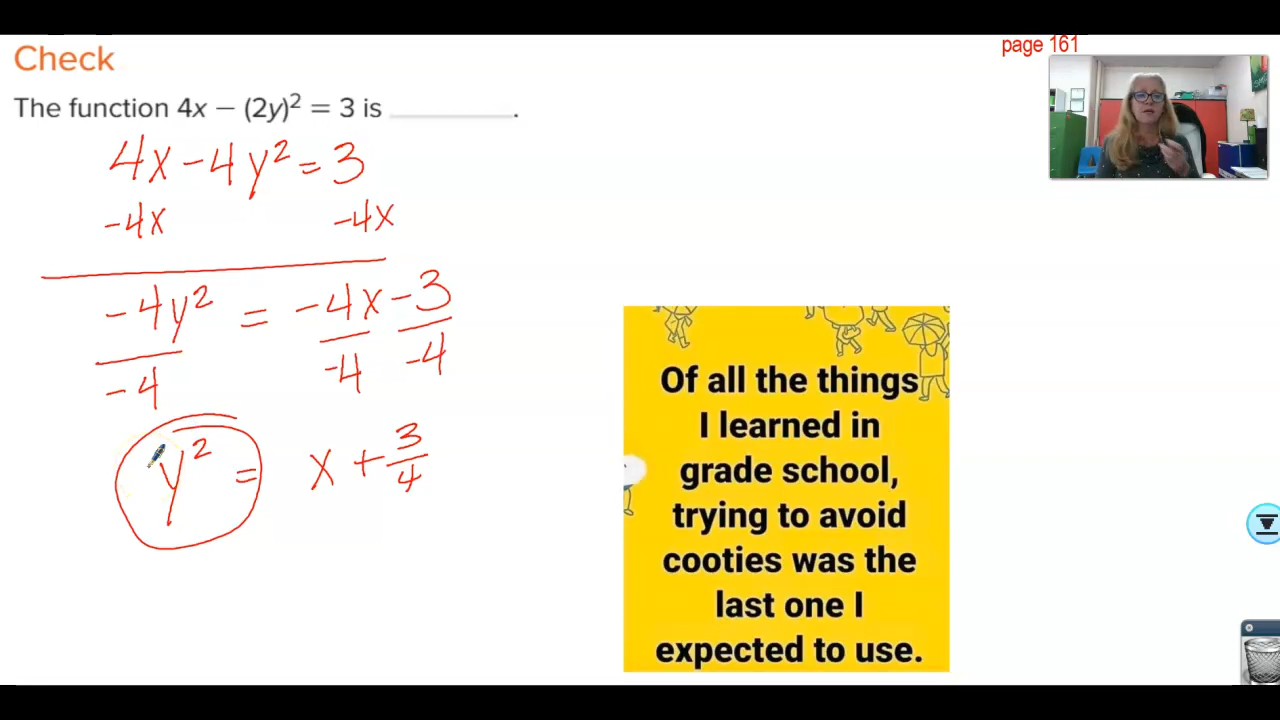 page 161
Check
The function 4x − (2y)² = 3 is ________ .
4x - 4y² = 3
-4x -4x
-4y² = -4x - 3
-4 -4 -4
y² = x + 3/4
Of all the things
I learned in
grade school,
trying to avoid
cooties was the
last one I
expected to use.